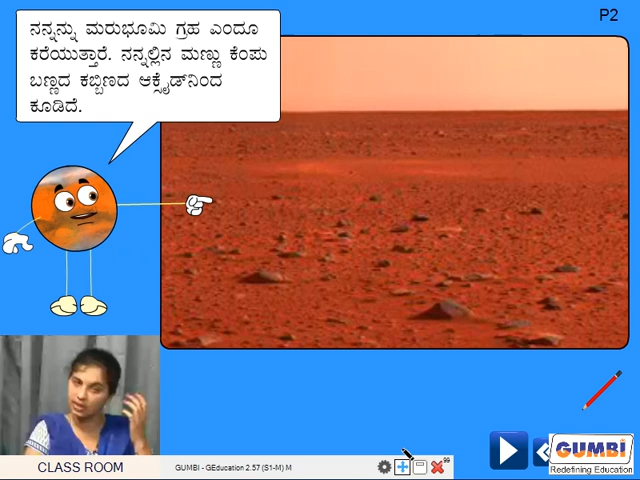 P2
ನನ್ನನ್ನು ಮರುಭೂಮಿ ಗ್ರಹ ಎಂದೂ
ಕರೆಯುತ್ತಾರೆ. ನನ್ನಲ್ಲಿನ ಮಣ್ಣು ಕೆಂಪು
ಬಣ್ಣದ ಕಬ್ಬಿಣದ ಆಕ್ಸೈಡ್‌ನಿಂದ
ಕೂಡಿದೆ.
CLASS ROOM
GUMBI - GEducation 2.57 (S1-M) M
99
GUMBi
Redefining Education